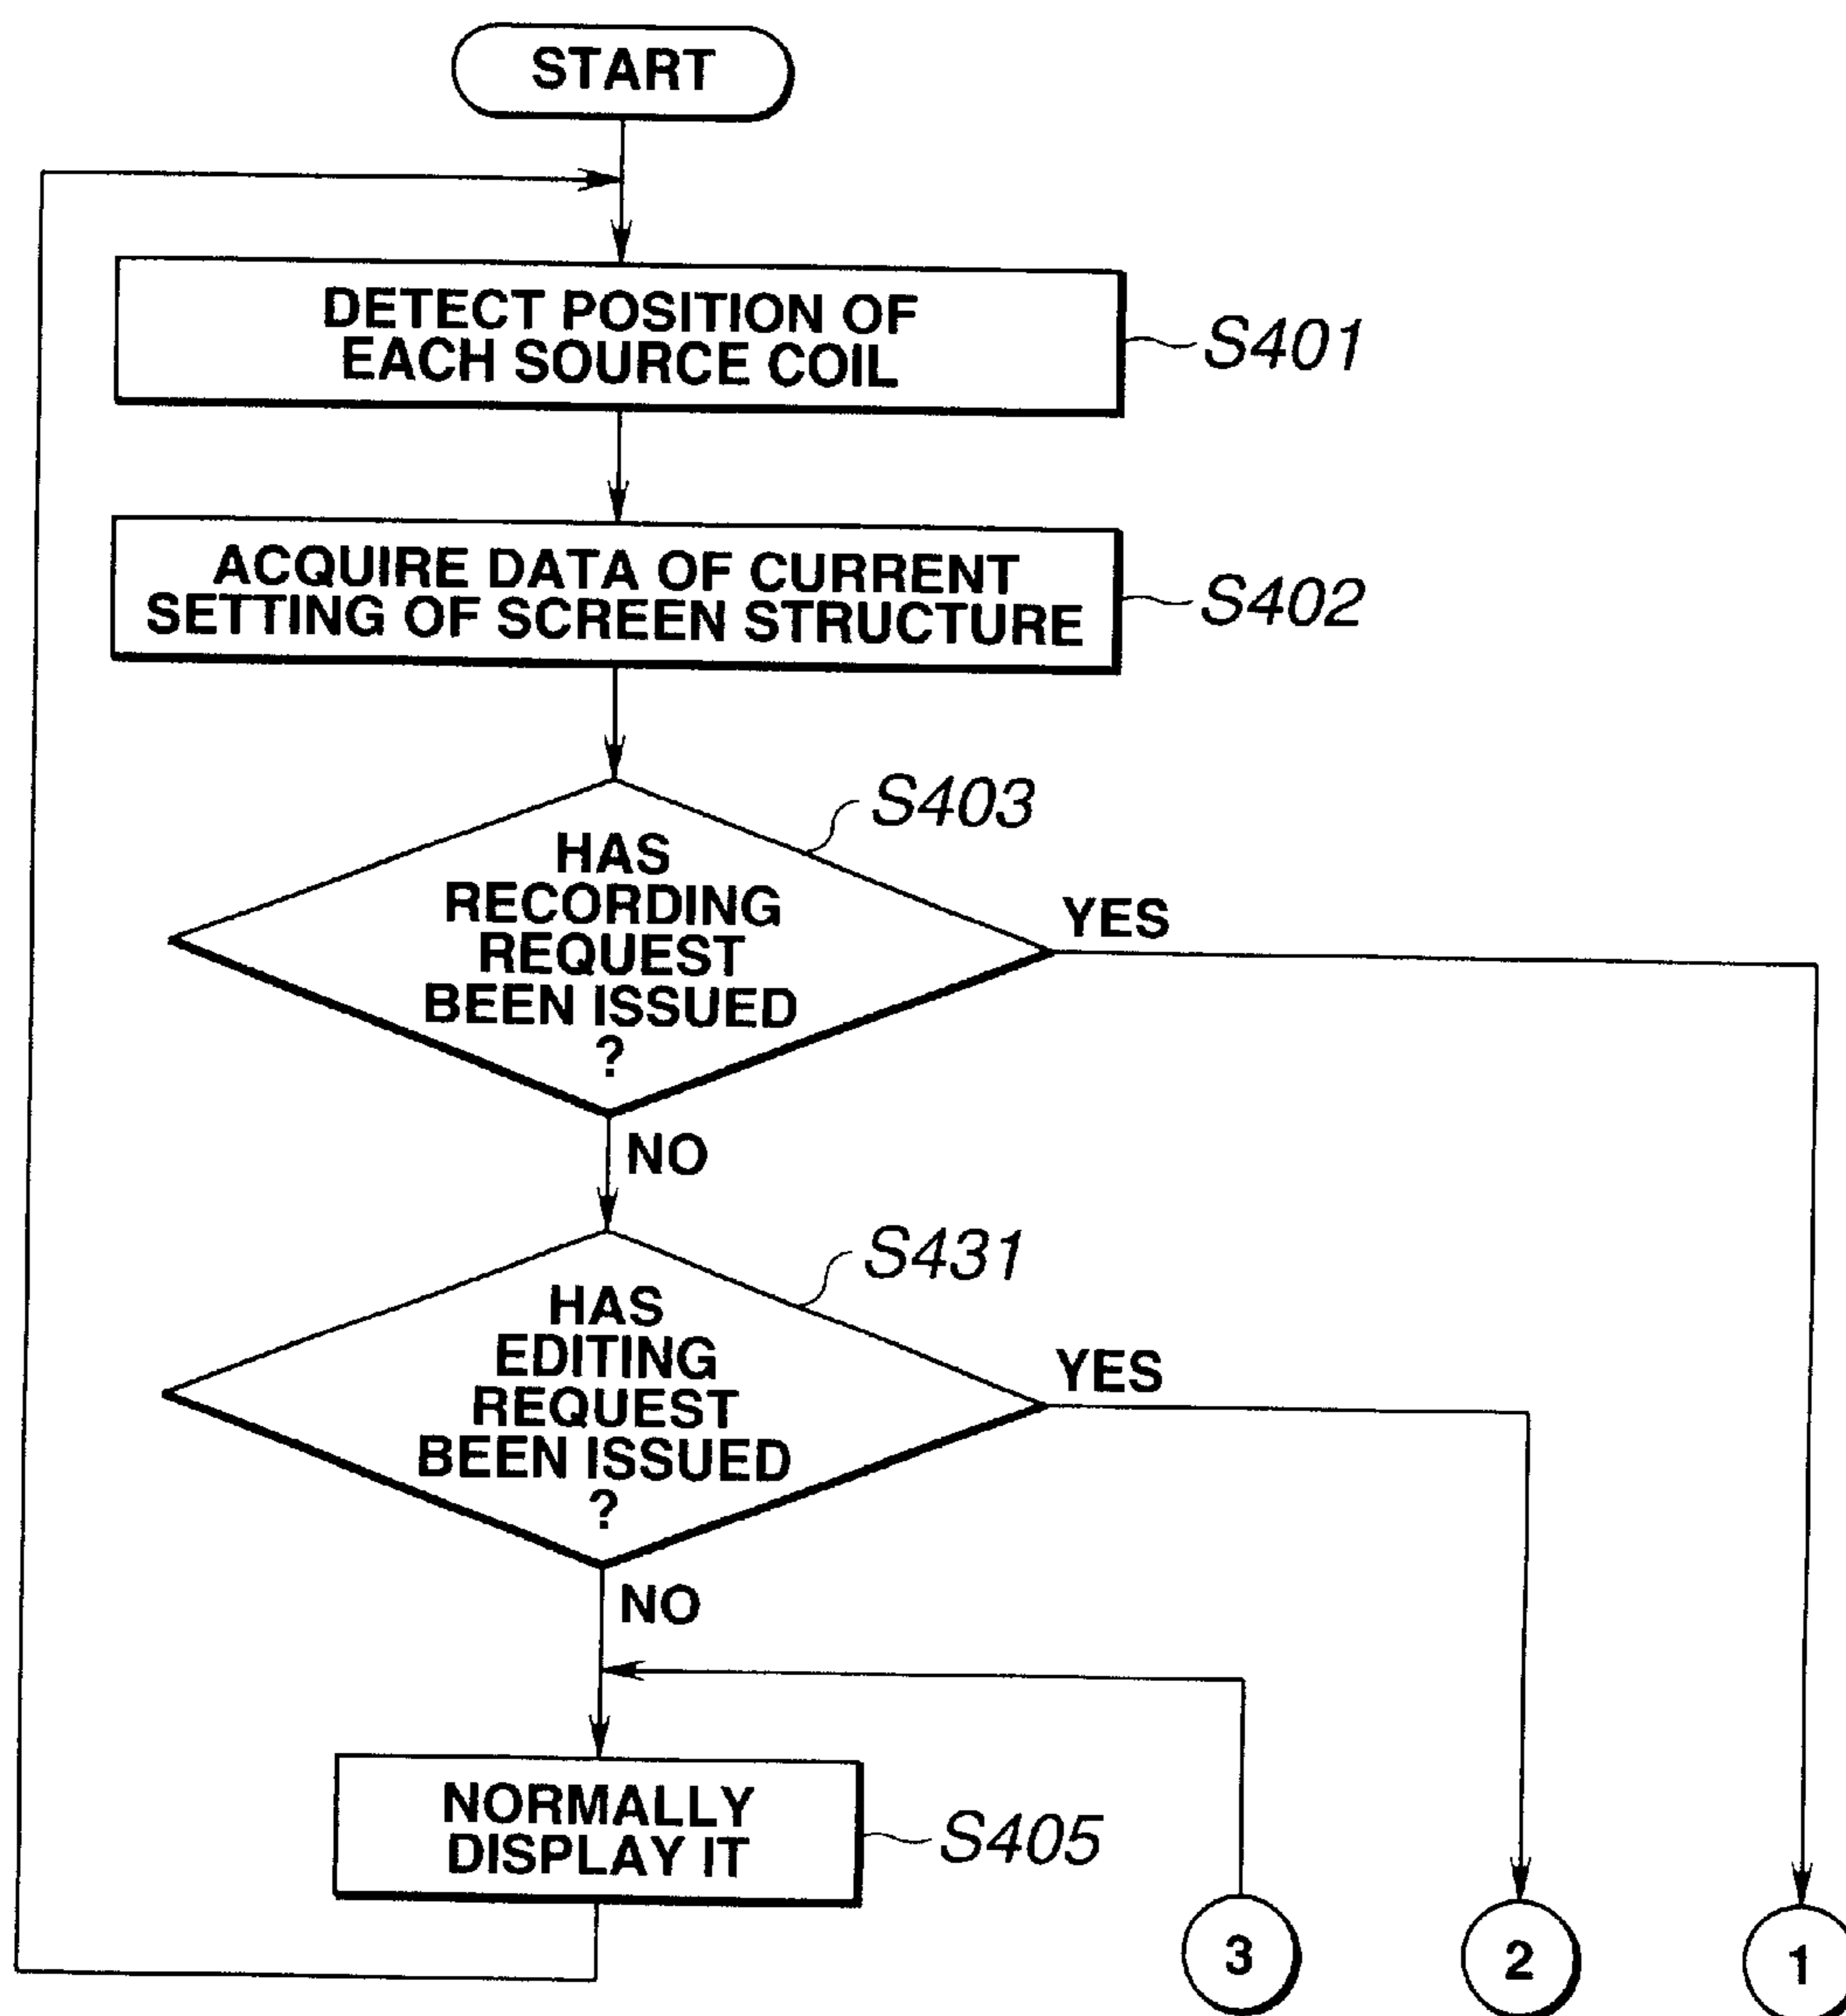 START
DETECT POSITION OF
EACH SOURCE COIL
S401
ACQUIRE DATA OF CURRENT
SETTING OF SCREEN STRUCTURE
S402
S403
HAS
RECORDING
REQUEST
BEEN ISSUED
?
YES
NO
S431
HAS
EDITING
REQUEST
BEEN ISSUED
?
YES
NO
NORMALLY
DISPLAY IT
S405
3
2
1